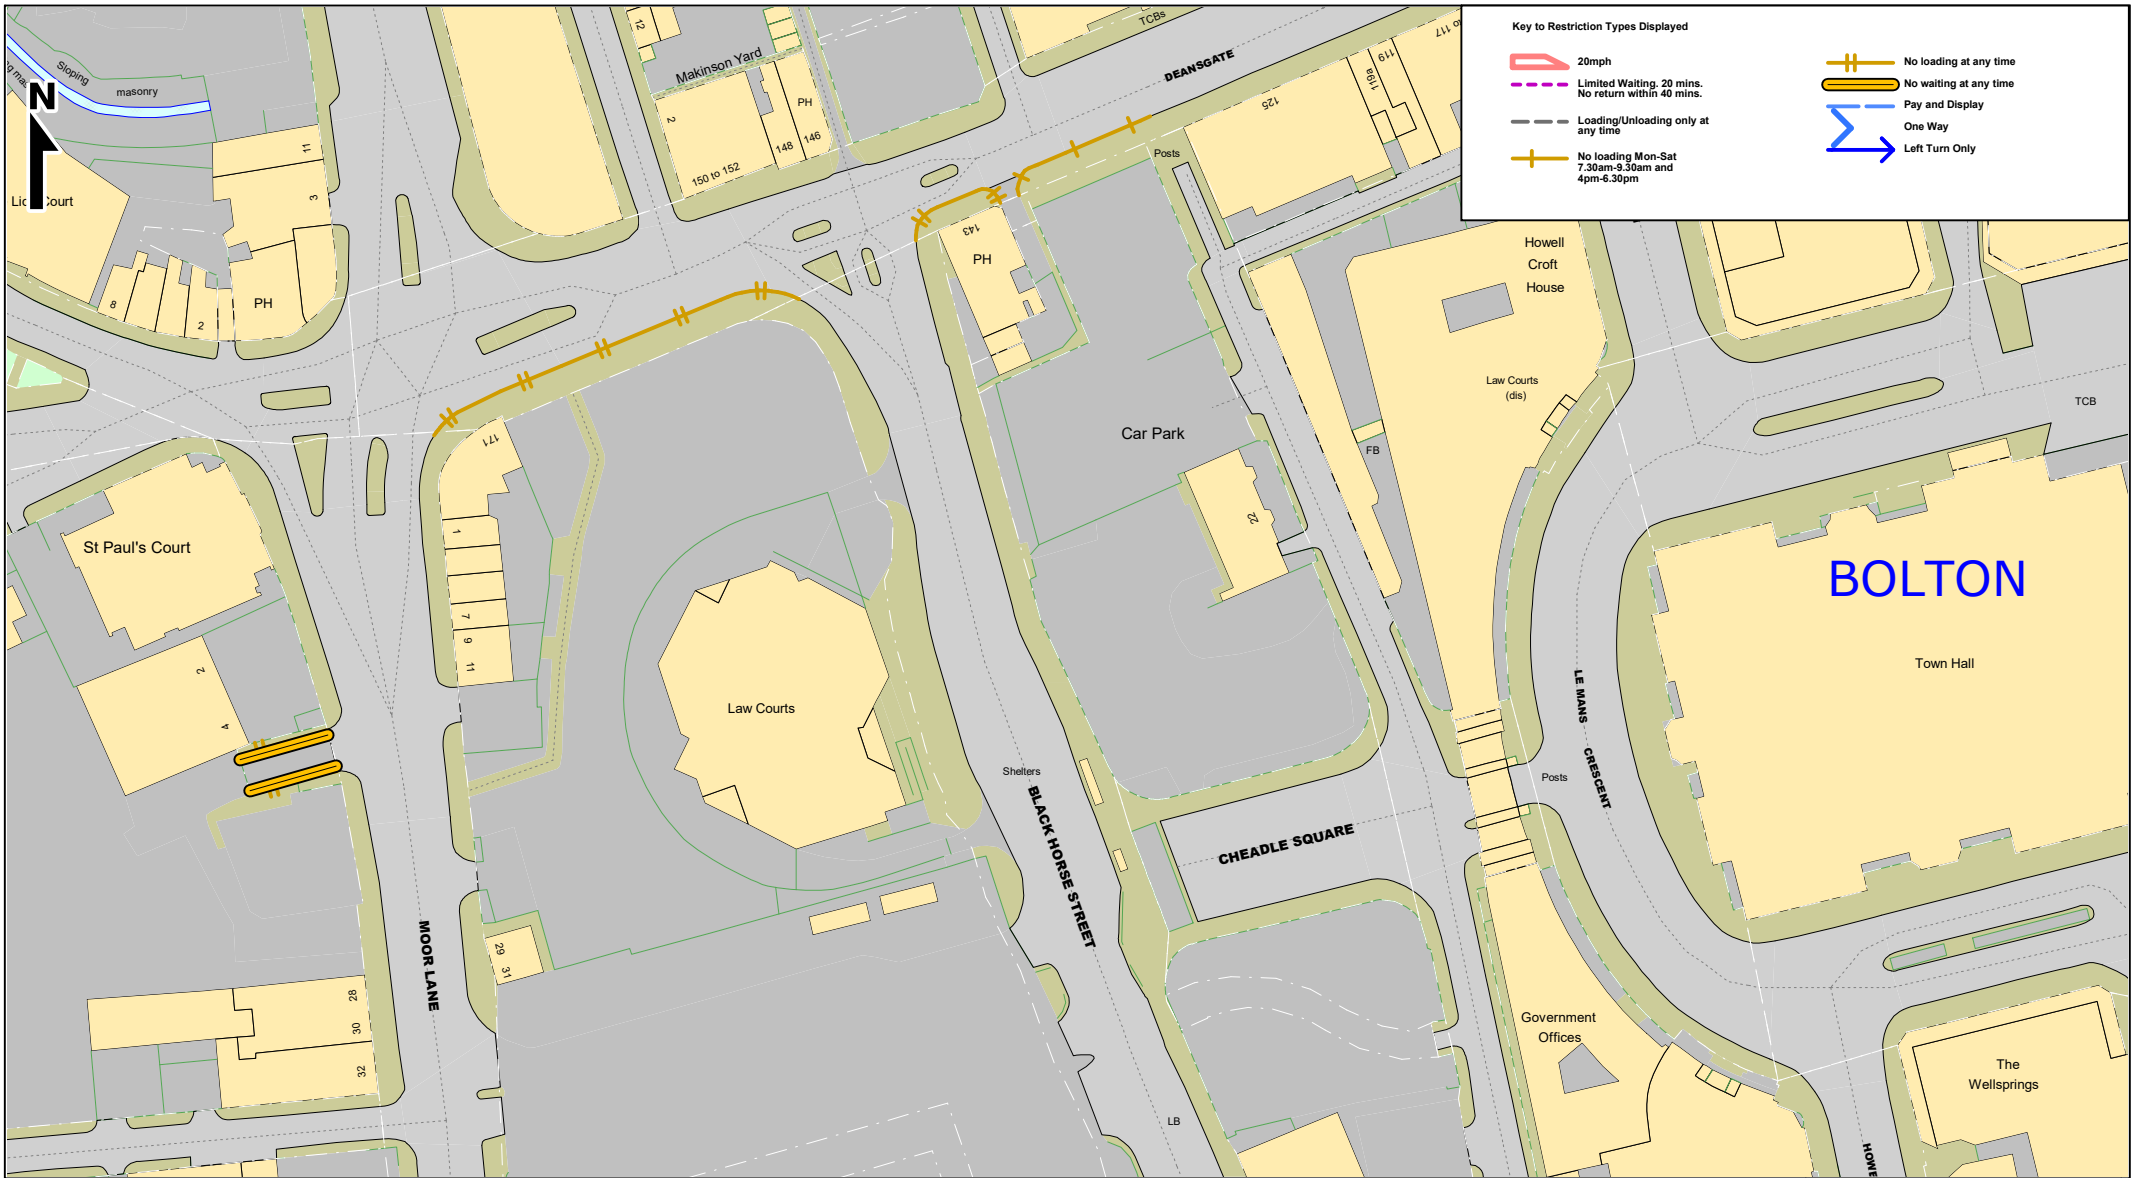 Key to Restriction Types Displayed
20mph
Limited Waiting. 20 mins.
No return within 40 mins.
Loading/Unloading only at
any time
No loading Mon-Sat
7.30am-9.30am and
4pm-6.30pm
No loading at any time
No waiting at any time
Pay and Display
One Way
Left Turn Only
N
Sloping
masonry
12
Makinson Yard
TCBs
DEANSGATE
117
119
119a
125
2
PH
146
148
150 to 152
Posts
11
3
8
2
PH
143
PH
Howell
Croft
House
Law Courts
(dis)
TCB
FB
Car Park
22
171
1
7
9
11
St Paul's Court
2
4
BOLTON
Town Hall
LE MANS
CRESCENT
Law Courts
Shelters
Posts
BLACK HORSE STREET
CHEADLE SQUARE
MOOR LANE
29
31
28
30
32
Government
Offices
The
Wellsprings
LB
HOWE